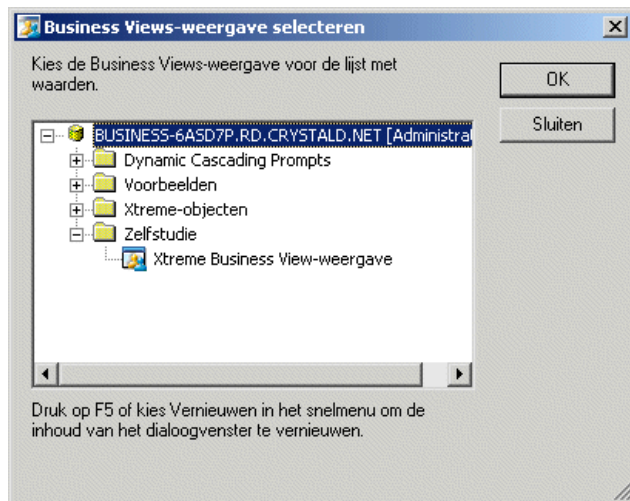 Business Views-weergave selecteren
Kies de Business Views-weergave voor de lijst met
waarden.
OK
Sluiten
BUSINESS-6ASD7P.RD.CRYSTALD.NET [Administrat
Dynamic Cascading Prompts
Voorbeelden
Xtreme-objecten
Zelfstudie
Xtreme Business View-weergave
Druk op F5 of kies Vernieuwen in het snelmenu om de
inhoud van het dialoogvenster te vernieuwen.